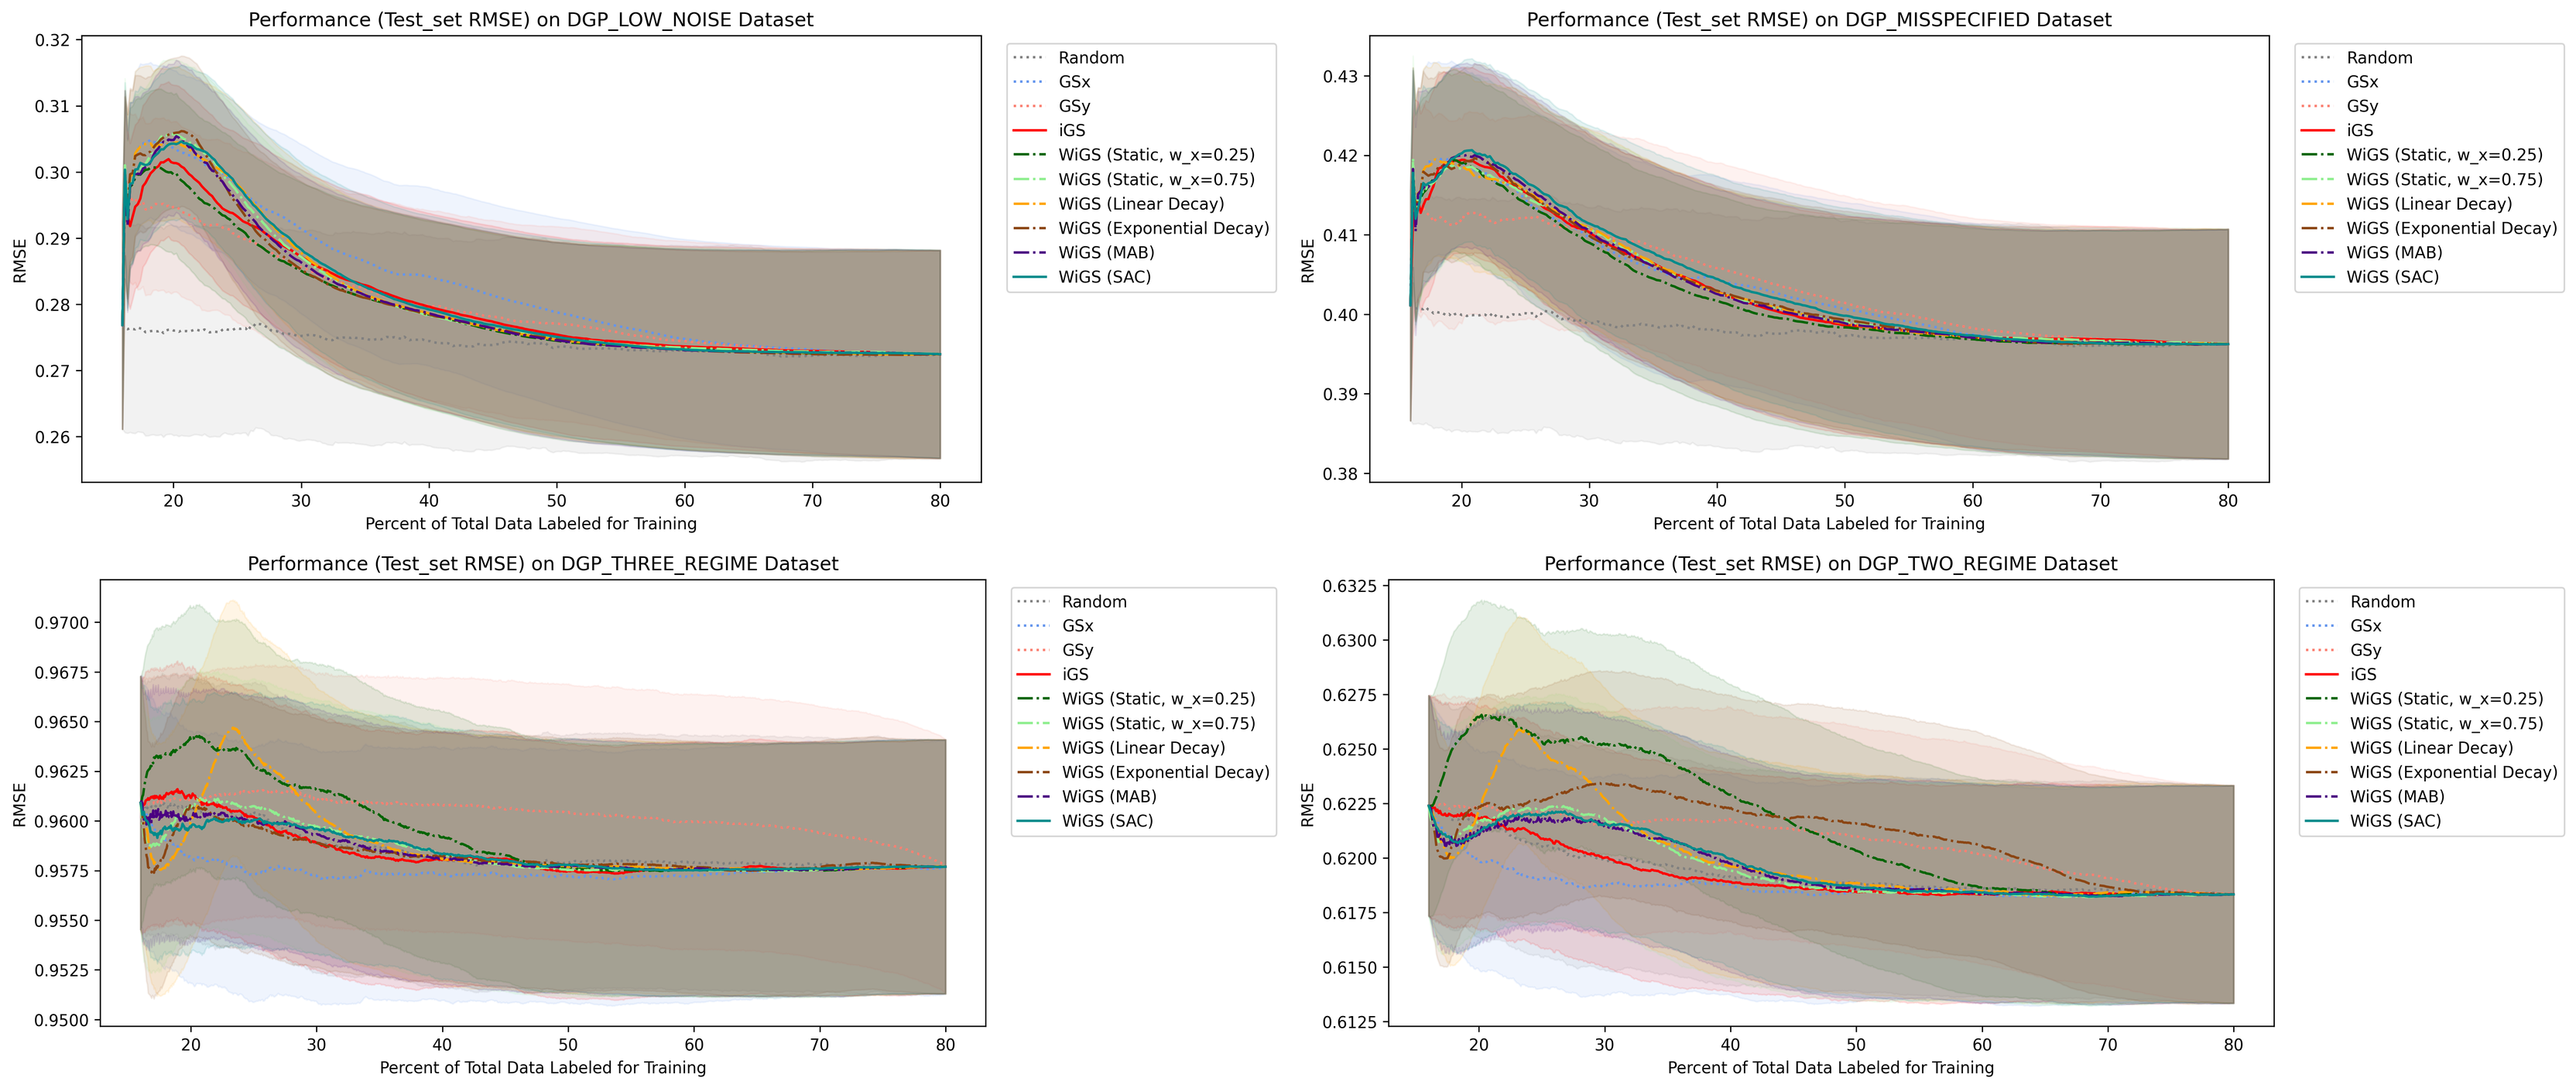 Performance (Test_set RMSE) on DGP_LOW_NOISE Dataset
0.32
0.31
0.30
0.29
0.28
0.27
0.26
RMSE
20 30 40 50 60 70 80
Percent of Total Data Labeled for Training
Random
GSx
GSy
iGS
WiGS (Static, w_x=0.25)
WiGS (Static, w_x=0.75)
WiGS (Linear Decay)
WiGS (Exponential Decay)
WiGS (MAB)
WiGS (SAC)
Performance (Test_set RMSE) on DGP_MISSPECIFIED Dataset
0.43
0.42
0.41
0.40
0.39
0.38
RMSE
20 30 40 50 60 70 80
Percent of Total Data Labeled for Training
Random
GSx
GSy
iGS
WiGS (Static, w_x=0.25)
WiGS (Static, w_x=0.75)
WiGS (Linear Decay)
WiGS (Exponential Decay)
WiGS (MAB)
WiGS (SAC)
Performance (Test_set RMSE) on DGP_THREE_REGIME Dataset
0.9700
0.9675
0.9650
0.9625
0.9600
0.9575
0.9550
0.9525
0.9500
RMSE
20 30 40 50 60 70 80
Percent of Total Data Labeled for Training
Random
GSx
GSy
iGS
WiGS (Static, w_x=0.25)
WiGS (Static, w_x=0.75)
WiGS (Linear Decay)
WiGS (Exponential Decay)
WiGS (MAB)
WiGS (SAC)
Performance (Test_set RMSE) on DGP_TWO_REGIME Dataset
0.6325
0.6300
0.6275
0.6250
0.6225
0.6200
0.6175
0.6150
0.6125
RMSE
20 30 40 50 60 70 80
Percent of Total Data Labeled for Training
Random
GSx
GSy
iGS
WiGS (Static, w_x=0.25)
WiGS (Static, w_x=0.75)
WiGS (Linear Decay)
WiGS (Exponential Decay)
WiGS (MAB)
WiGS (SAC)